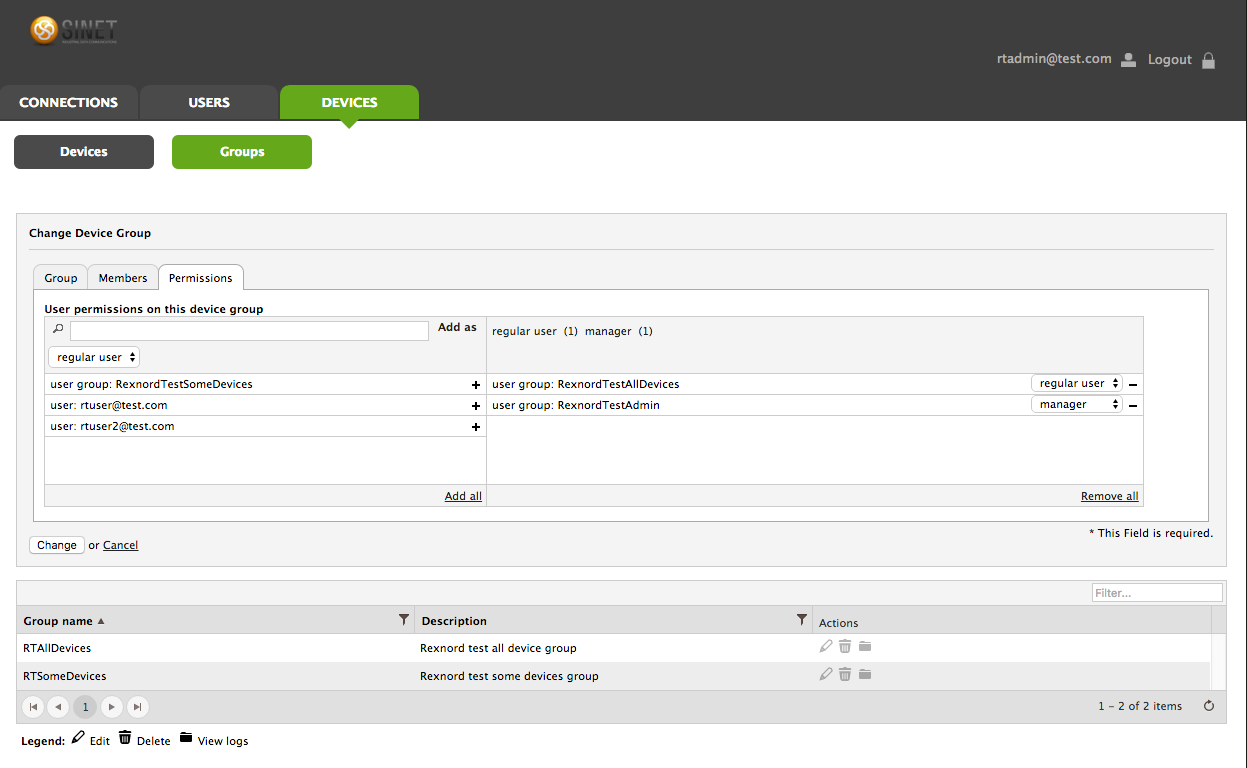 SINET
rtadmin@test.com Logout
CONNECTIONS USERS DEVICES
Devices Groups
Change Device Group
Group Members Permissions
User permissions on this device group
Add as regular user (1) manager (1)
regular user
user group: RexnordTestSomeDevices + user group: RexnordTestAllDevices regular user −
user: rtuser@test.com + user group: RexnordTestAdmin manager −
user: rtuser2@test.com +
Add all Remove all
* This Field is required.
Change or Cancel
Filter...
Group name Description Actions
RTAllDevices Rexnord test all device group
RTSomeDevices Rexnord test some devices group
1 1 – 2 of 2 items
Legend: Edit Delete View logs